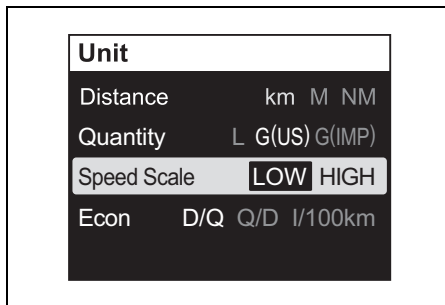 Unit
Distance km M NM
Quantity L G(US) G(IMP)
Speed Scale LOW HIGH
Econ D/Q Q/D l/100km